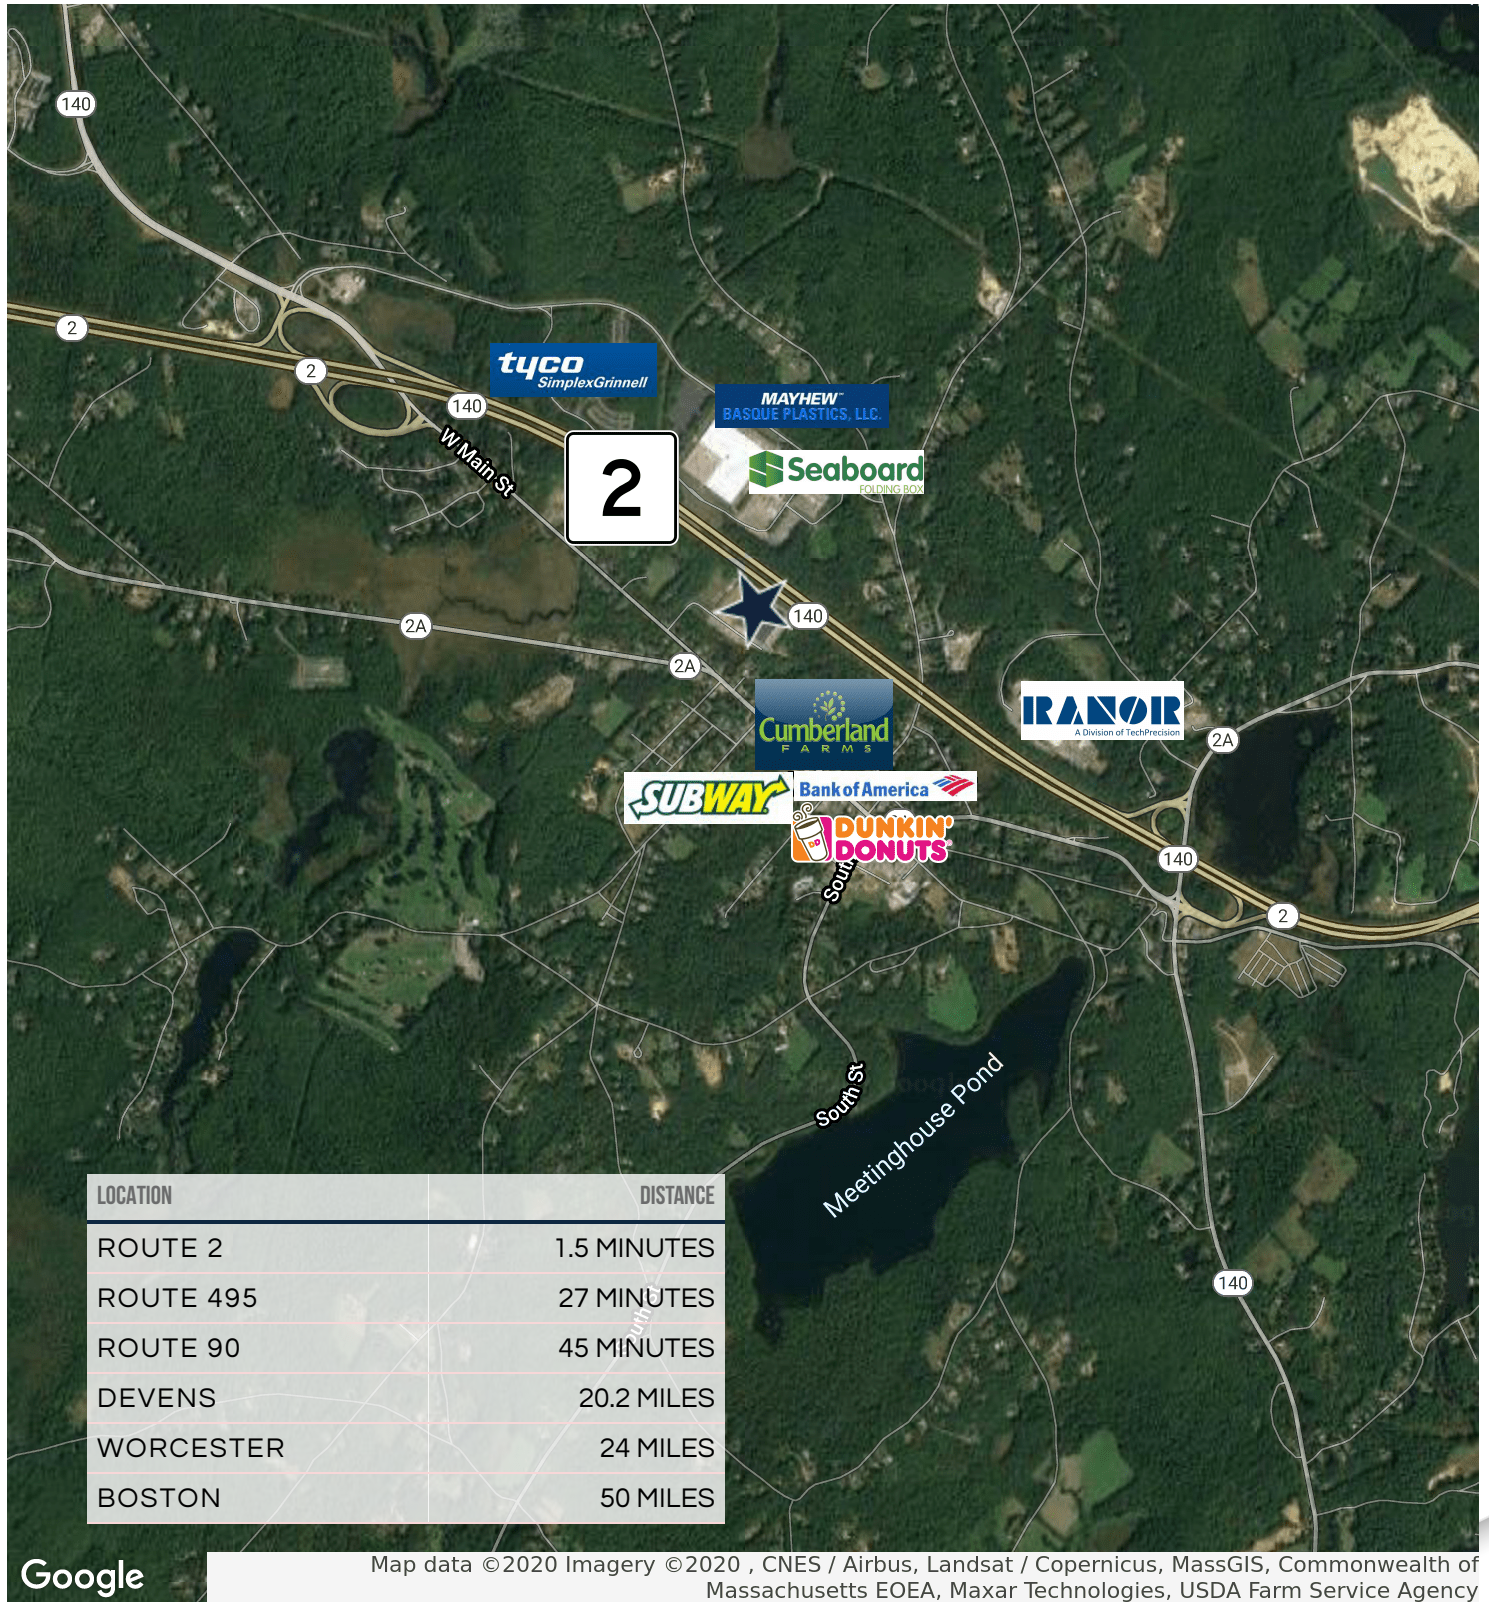 140
2
2
140
tyco
SimplexGrinnell
MAYHEW™
BASQUE PLASTICS, LLC.
W Main St
2
Seaboard
FOLDING BOX
140
2A
2A
Cumberland
FARMS
RANOR
A Division of TechPrecision
2A
SUBWAY
Bank of America
DUNKIN'
DONUTS
DD
140
2
South St
Meetinghouse Pond
140
LOCATION DISTANCE
ROUTE 2 1.5 MINUTES
ROUTE 495 27 MINUTES
ROUTE 90 45 MINUTES
DEVENS 20.2 MILES
WORCESTER 24 MILES
BOSTON 50 MILES
Google
Map data ©2020 Imagery ©2020 , CNES / Airbus, Landsat / Copernicus, MassGIS, Commonwealth of
Massachusetts EOEA, Maxar Technologies, USDA Farm Service Agency